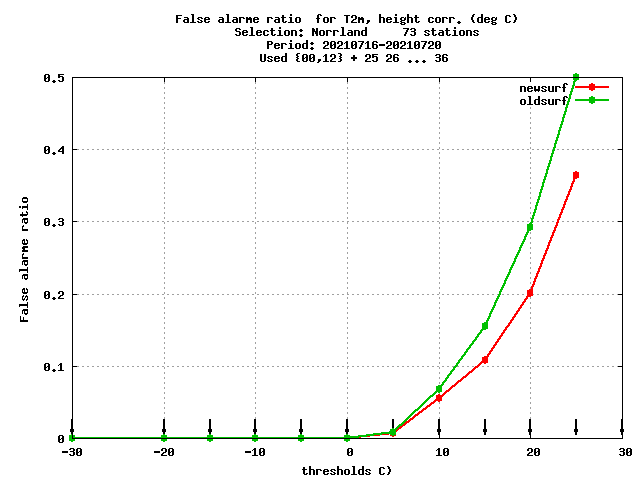 False alarme ratio  for T2m, height corr. (deg C)
Selection: Norrland     73 stations
Period: 20210716-20210720
Used {00,12} + 25 26 ... 36
newsurf
oldsurf
0.5
0.4
0.3
0.2
0.1
0
False alarme ratio
-30 -20 -10 0 10 20 30
thresholds C)